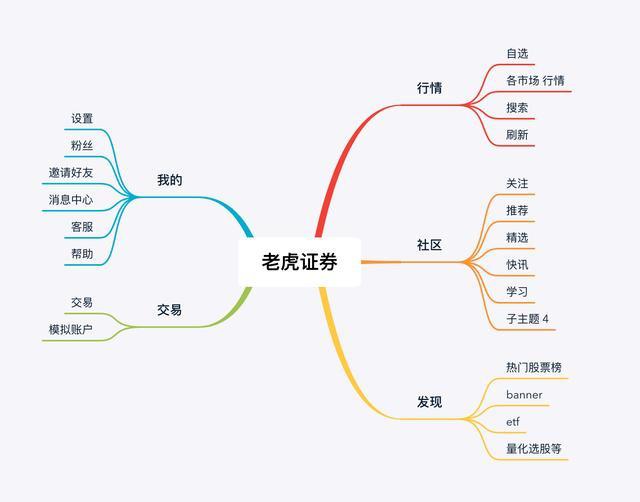 老虎证券
行情
自选
各市场 行情
搜索
刷新
社区
关注
推荐
精选
快讯
学习
子主题 4
发现
热门股票榜
banner
etf
量化选股等
我的
设置
粉丝
邀请好友
消息中心
客服
帮助
交易
交易
模拟账户